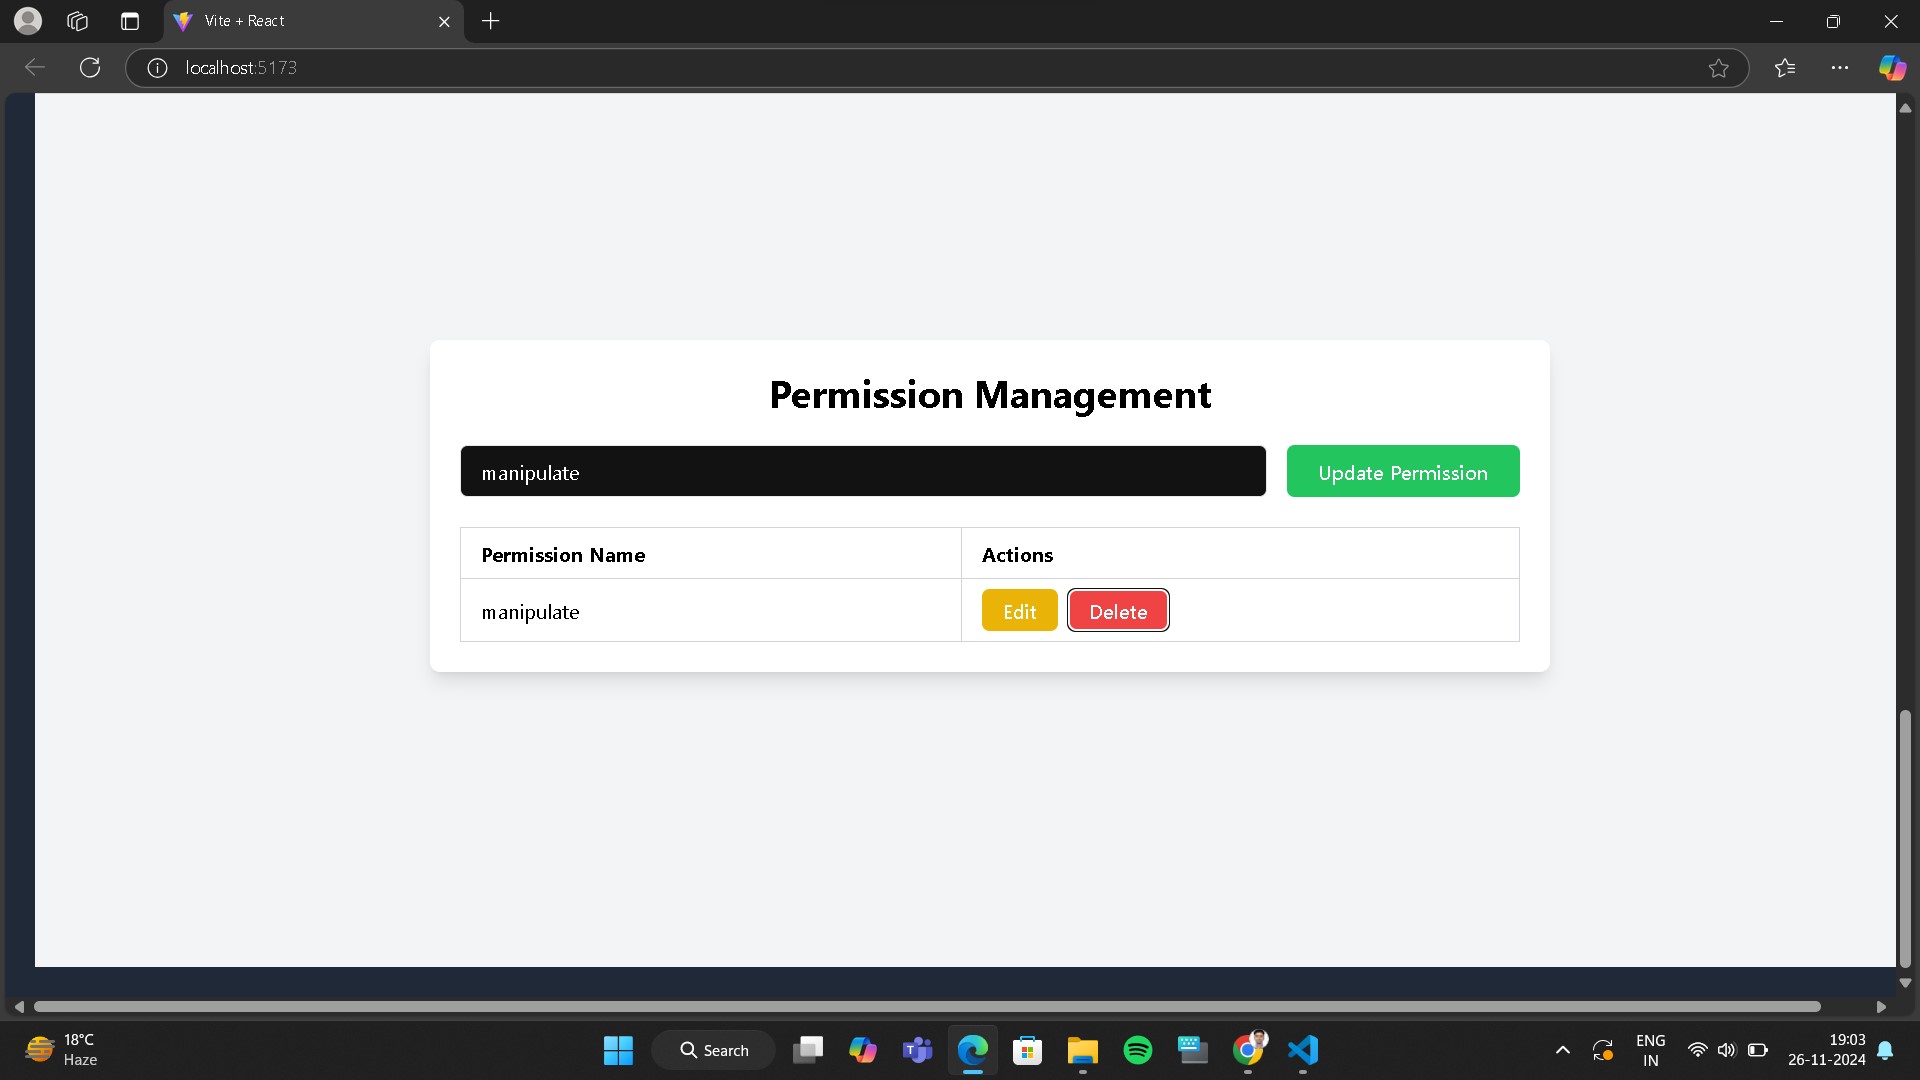 Vite + React
localhost:5173
Permission Management
manipulate
Update Permission
Permission Name Actions
manipulate Edit Delete
18°C
Haze
Search
ENG
IN
19:03
26-11-2024